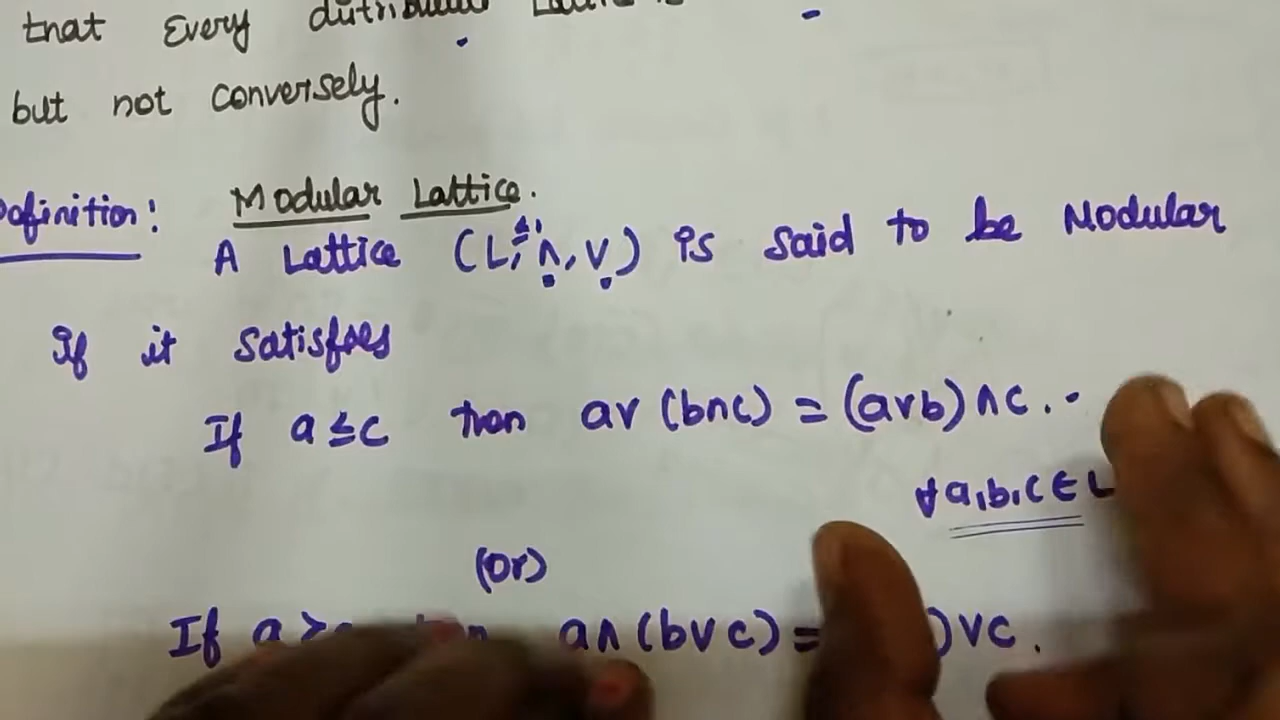 that Every
but not conversely.
Definition: Modular Lattice.
A Lattice (L, ≤, ∧, ∨) is said to be Modular
If it satisfies
If a ≤ c then a∨(b∧c) = (a∨b)∧c.
∀ a,b,c ∈ L
(or)
If a ≥ a∧(b∨c) = )∨c.